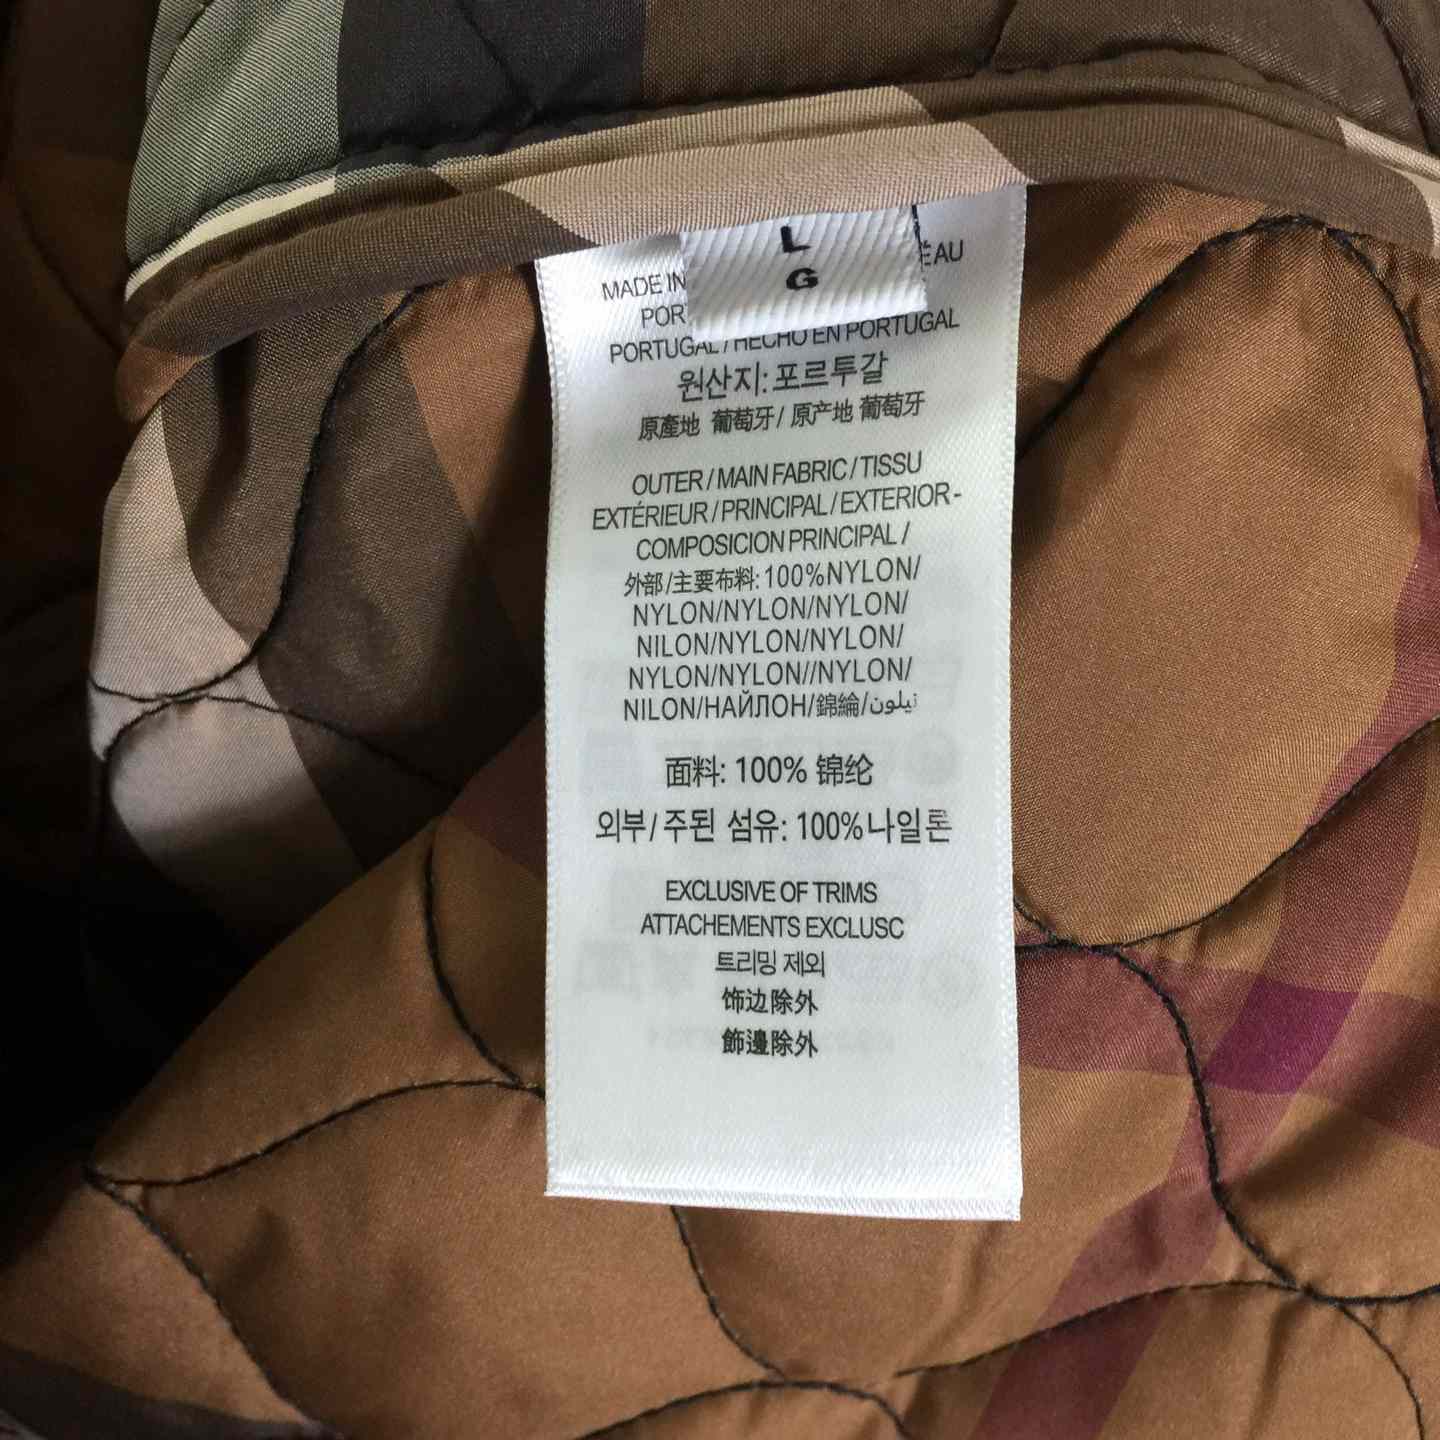 L
G
MADE IN
EAU
POR
PORTUGAL / HECHO EN PORTUGAL
원산지: 포르투갈
原產地 葡萄牙 / 原产地 葡萄牙
OUTER / MAIN FABRIC / TISSU
EXTÉRIEUR / PRINCIPAL / EXTERIOR-
COMPOSICION PRINCIPAL /
外部 /主要布料: 100%NYLON/
NYLON/NYLON/NYLON/
NILON/NYLON/NYLON/
NYLON/NYLON//NYLON/
NILON/НАЙЛОН/錦綸/نيلون
面料: 100% 锦纶
외부 / 주된 섬유: 100% 나일론
EXCLUSIVE OF TRIMS
ATTACHEMENTS EXCLUSC
트리밍 제외
饰边除外
飾邊除外